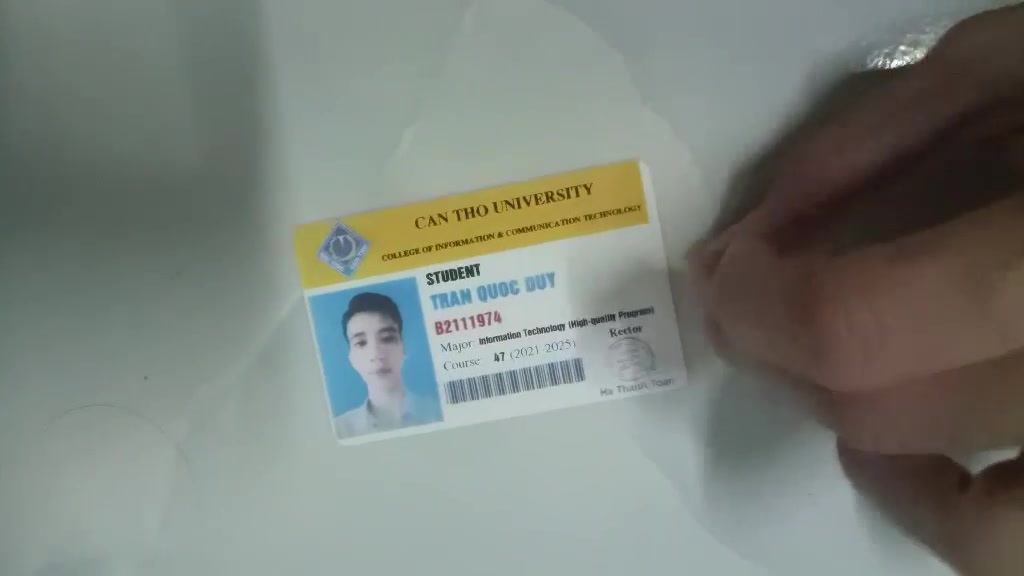 CAN THO UNIVERSITY
COLLEGE OF INFORMATION & COMMUNICATION TECHNOLOGY
STUDENT
TRAN QUOC DUY
B2111974
Major: Information Technology (High-quality Program)
Course: 47 (2021-2025)
Rector
Ha Thanh Toan